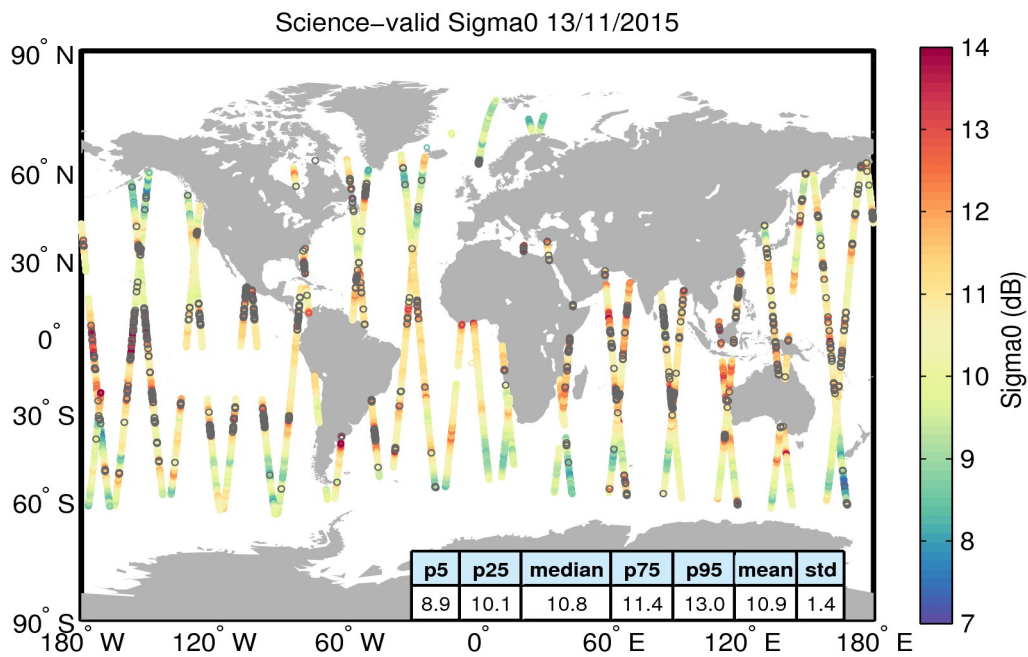 Science−valid Sigma0 13/11/2015
90° N
60° N
30° N
0°
30° S
60° S
90° S
180° W
120° W
60° W
0°
60° E
120° E
180° E
14
13
12
11
10
9
8
7
Sigma0 (dB)
p5 p25 median p75 p95 mean std
8.9 10.1 10.8 11.4 13.0 10.9 1.4